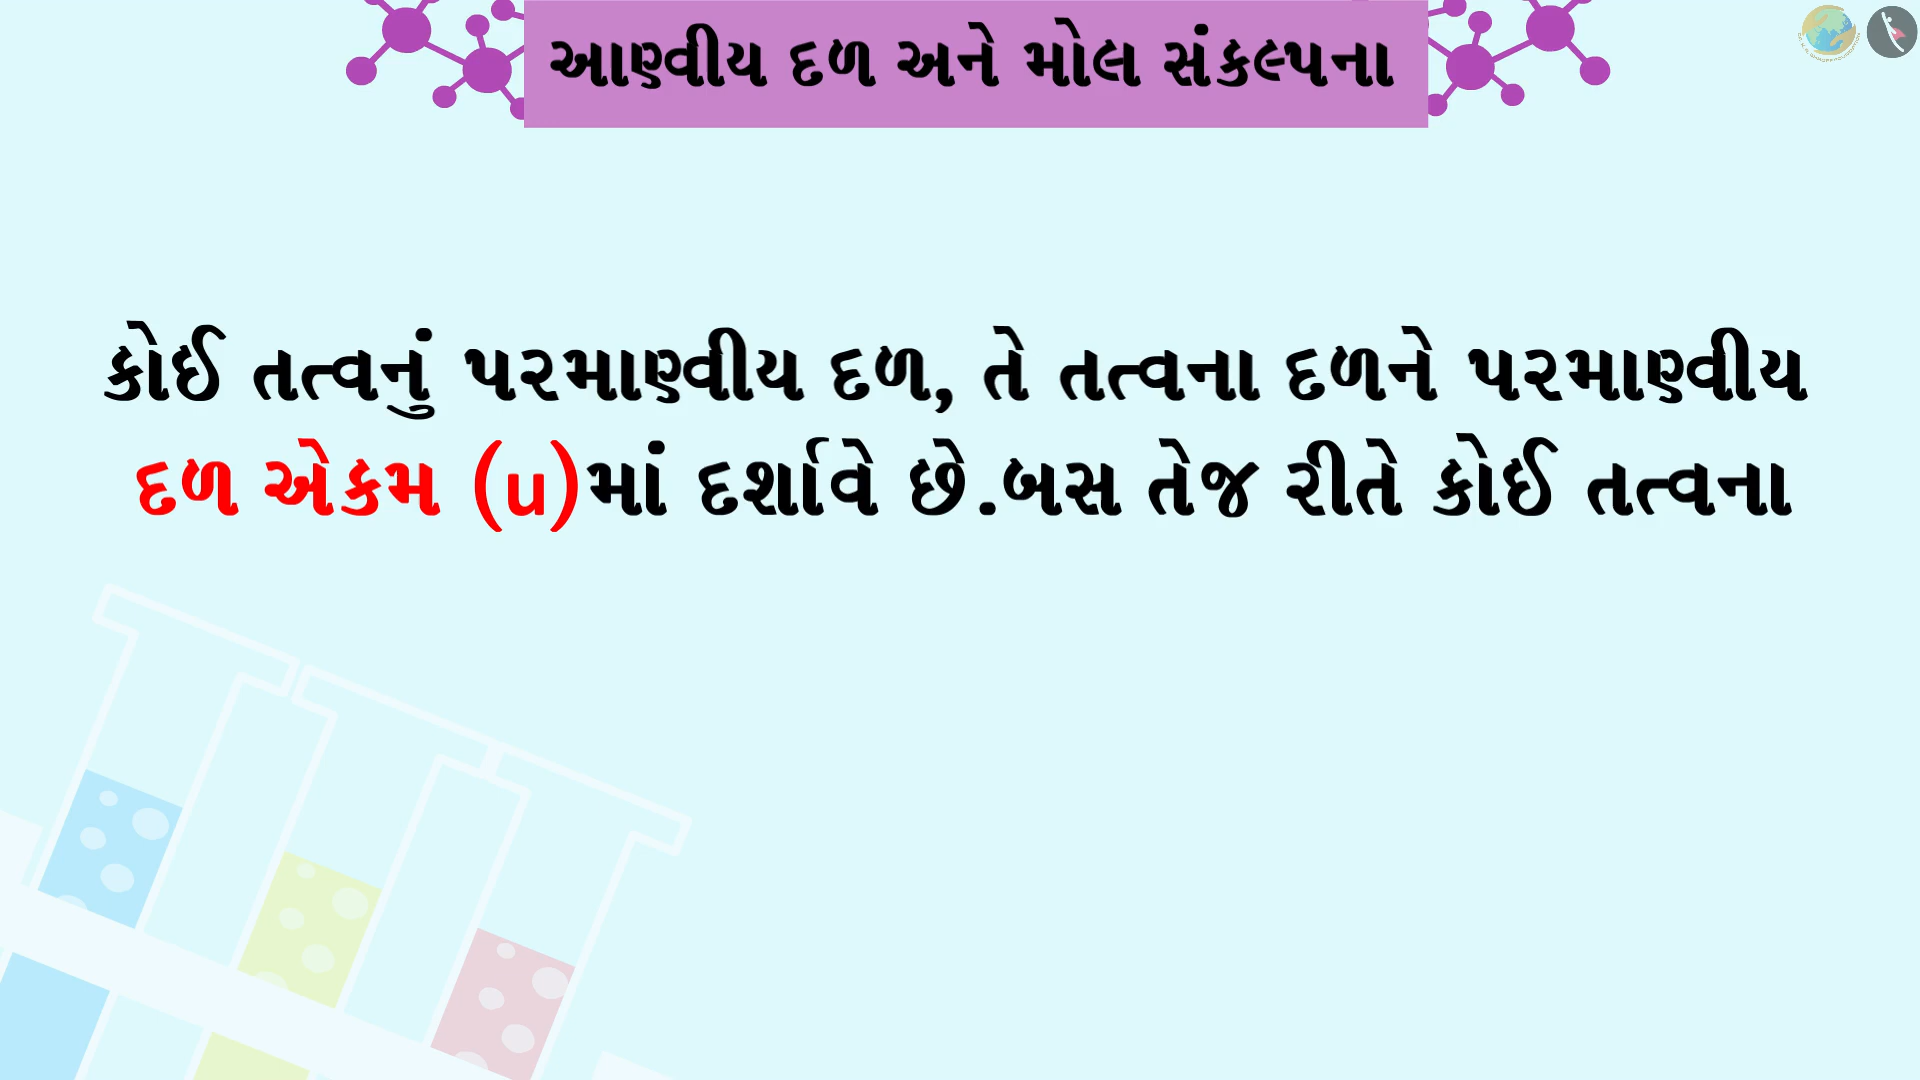 આણ્વીય દળ અને મોલ સંકલ્પના
કોઈ તત્વનું પરમાણ્વીય દળ, તે તત્વના દળને પરમાણ્વીય
દળ એકમ (u)માં દર્શાવે છે.બસ તેજ રીતે કોઈ તત્વના